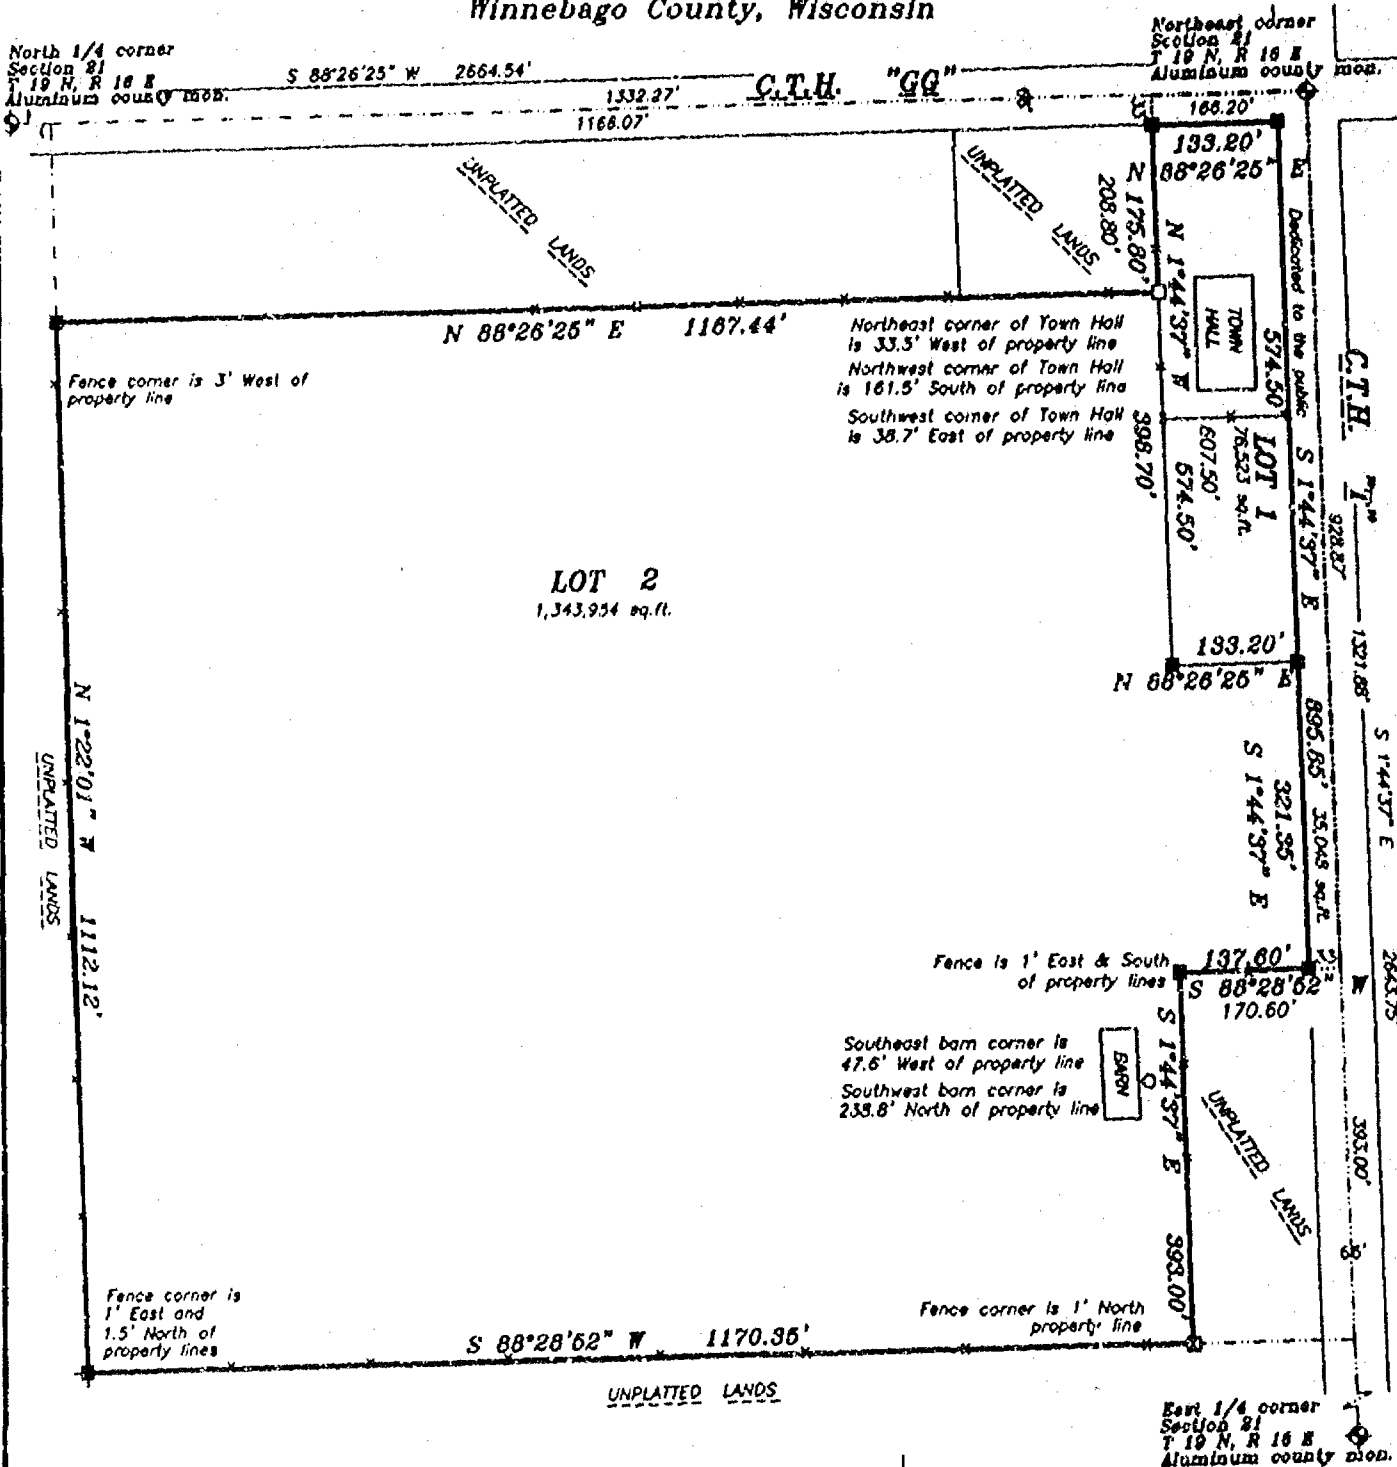 Winnebago County, Wisconsin
North 1/4 corner
Section 21
T 19 N, R 16 E
Aluminum county mon.
S 88°26'25" W 2664.54'
1332.27'
1166.07'
C.T.H. "GG"
Northeast corner
Section 21
T 19 N, R 16 E
Aluminum county mon.
33'
166.20'
133.20'
N 88°26'25" E
UNPLATTED LANDS
UNPLATTED LANDS
175.80'
208.80'
N 1°44'37" W
TOWN
HALL
574.50'
Dedicated to the public
C.T.H. "T"
N 88°26'25" E 1167.44'
Northeast corner of Town Hall
is 33.5' West of property line
Northwest corner of Town Hall
is 161.5' South of property line
Southwest corner of Town Hall
is 38.7' East of property line
Fence corner is 3' West of
property line
398.70'
LOT 1
76,523 sq.ft.
607.50'
574.50'
S 1°44'37" E
928.87'
1321.88'
LOT 2
1,343,954 sq.ft.
133.20'
N 88°26'25" E
N 1°22'01" W 1112.12'
UNPLATTED LANDS
895.85' 35,048 sq.ft.
321.35'
S 1°44'37" E
S 1°44'37" E
2643.75'
Fence is 1' East & South
of property lines
137.60'
S 88°28'52" W
170.60'
Southeast barn corner is
47.6' West of property line
Southwest barn corner is
233.8' North of property line
BARN
S 1°44'37" E 393.00'
UNPLATTED LANDS
393.00'
66'
Fence corner is
1' East and
1.5' North of
property lines
Fence corner is 1' North
property line
S 88°28'52" W 1170.35'
UNPLATTED LANDS
East 1/4 corner
Section 21
T 19 N, R 16 E
Aluminum county mon.